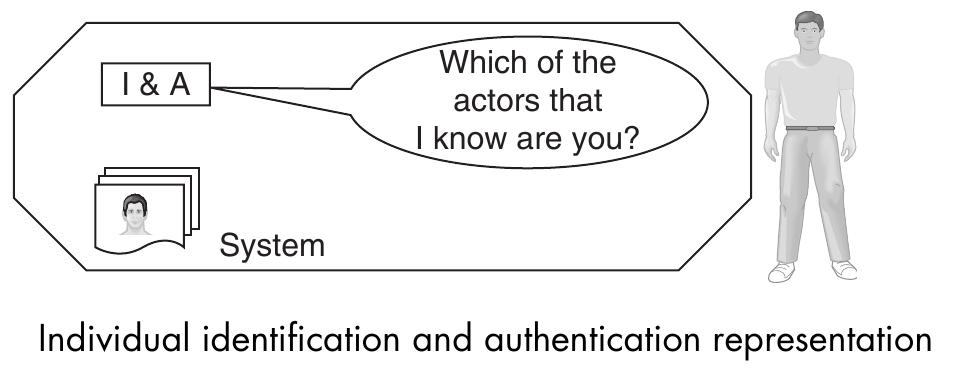 I & A
Which of the
actors that
I know are you?
System
Individual identification and authentication representation